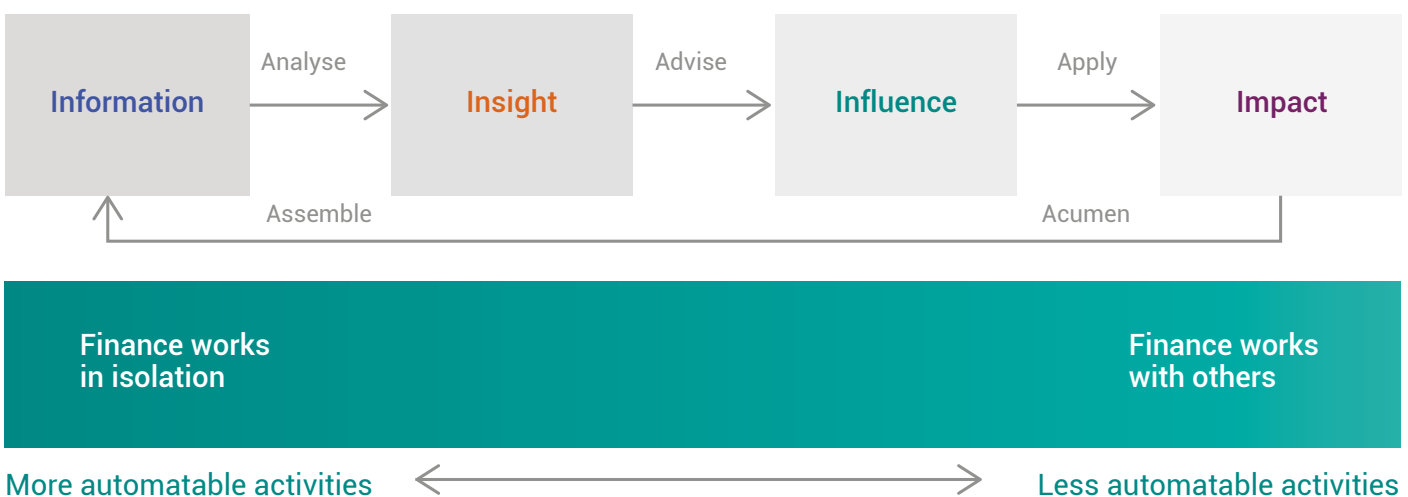 Analyse
Advise
Apply
Information
Insight
Influence
Impact
Assemble
Acumen
Finance works
in isolation
Finance works
with others
More automatable activities
Less automatable activities